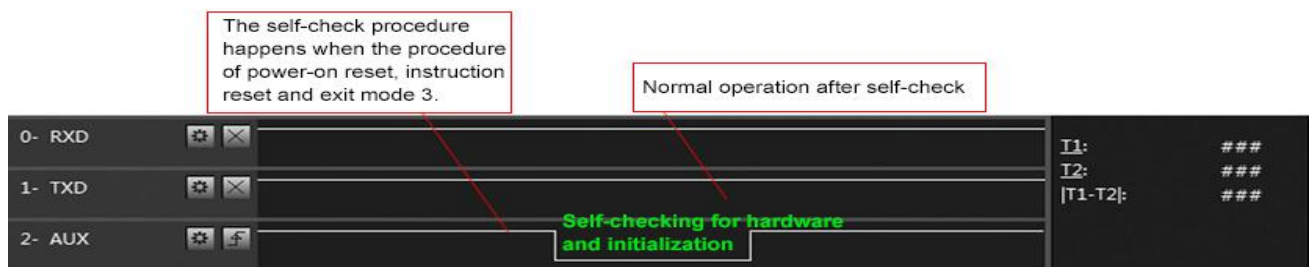 The self-check procedure
happens when the procedure
of power-on reset, instruction
reset and exit mode 3.
Normal operation after self-check
0- RXD
1- TXD
2- AUX
Self-checking for hardware
and initialization
T1: ###
T2: ###
|T1-T2|: ###